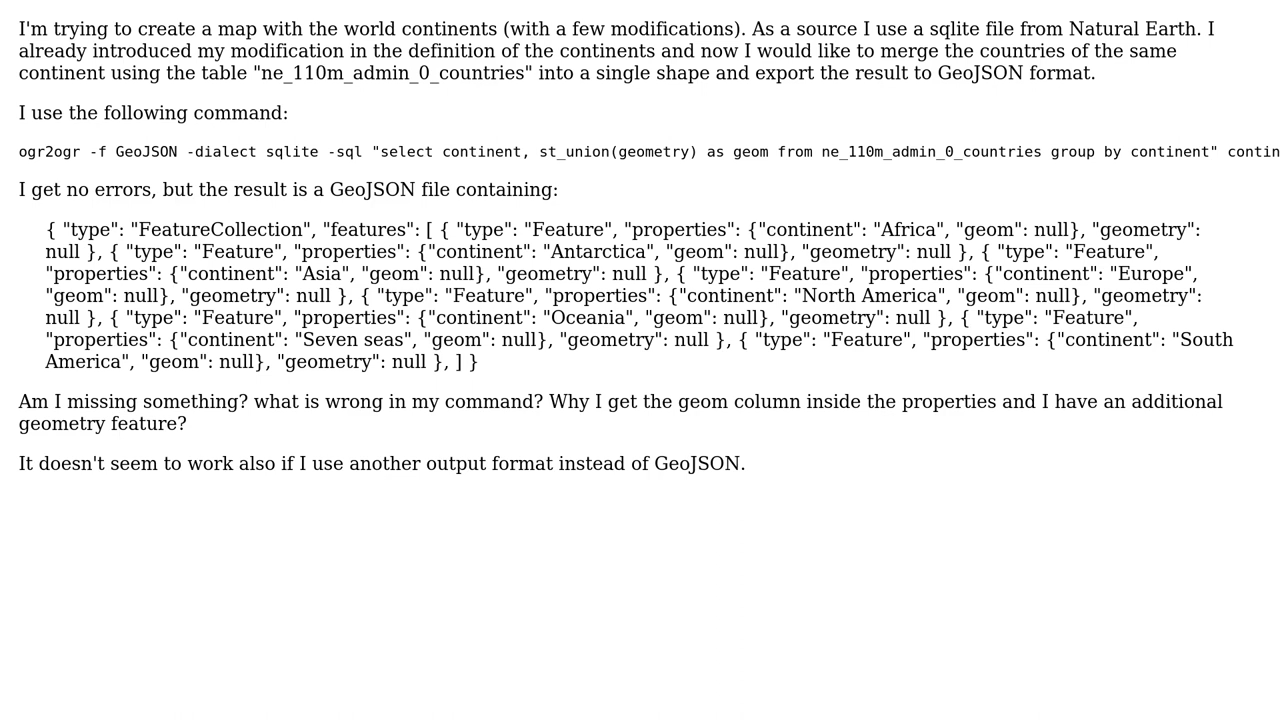 I'm trying to create a map with the world continents (with a few modifications). As a source I use a sqlite file from Natural Earth. I
already introduced my modification in the definition of the continents and now I would like to merge the countries of the same
continent using the table "ne_110m_admin_0_countries" into a single shape and export the result to GeoJSON format.
I use the following command:
ogr2ogr -f GeoJSON -dialect sqlite -sql "select continent, st_union(geometry) as geom from ne_110m_admin_0_countries group by continent" contin
I get no errors, but the result is a GeoJSON file containing:
{ "type": "FeatureCollection", "features": [ { "type": "Feature", "properties": {"continent": "Africa", "geom": null}, "geometry":
null }, { "type": "Feature", "properties": {"continent": "Antarctica", "geom": null}, "geometry": null }, { "type": "Feature",
"properties": {"continent": "Asia", "geom": null}, "geometry": null }, { "type": "Feature", "properties": {"continent": "Europe",
"geom": null}, "geometry": null }, { "type": "Feature", "properties": {"continent": "North America", "geom": null}, "geometry":
null }, { "type": "Feature", "properties": {"continent": "Oceania", "geom": null}, "geometry": null }, { "type": "Feature",
"properties": {"continent": "Seven seas", "geom": null}, "geometry": null }, { "type": "Feature", "properties": {"continent": "South
America", "geom": null}, "geometry": null }, ] }
Am I missing something? what is wrong in my command? Why I get the geom column inside the properties and I have an additional
geometry feature?
It doesn't seem to work also if I use another output format instead of GeoJSON.